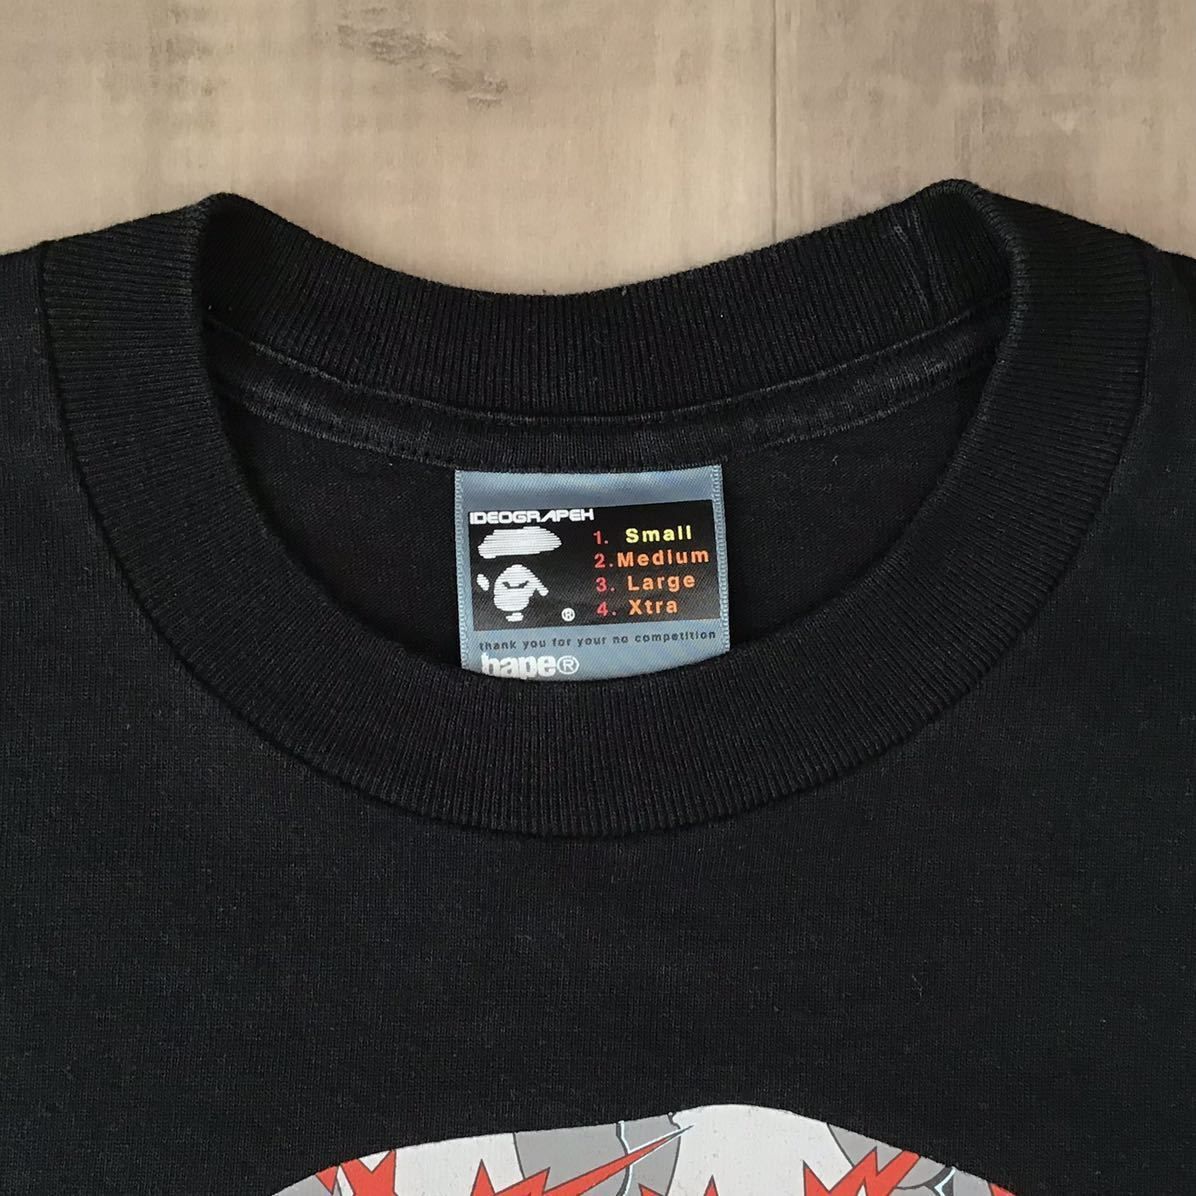 IDEOGRAPEH
1. Small
2. Medium
3. Large
4. Xtra
®
thank you for your no competition
bape®